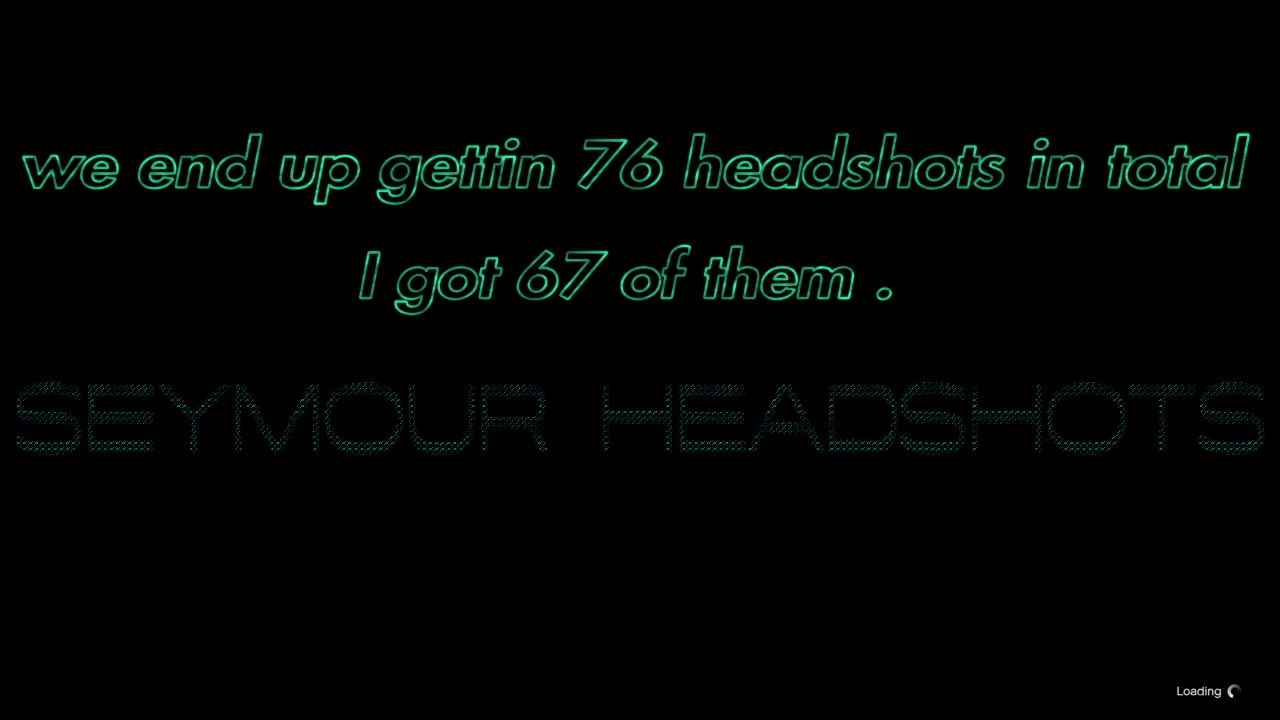 we end up gettin 76 headshots in total
I got 67 of them .
SEYMOUR HEADSHOTS
Loading